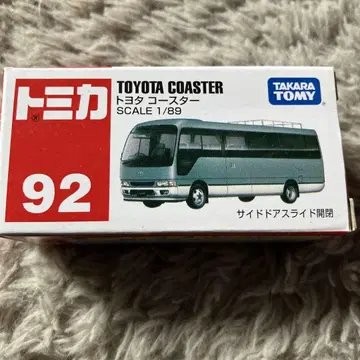 トミカ
92
TOYOTA COASTER
トヨタ コースター
SCALE 1/89
TAKARA
TOMY
サイドドアスライド開閉